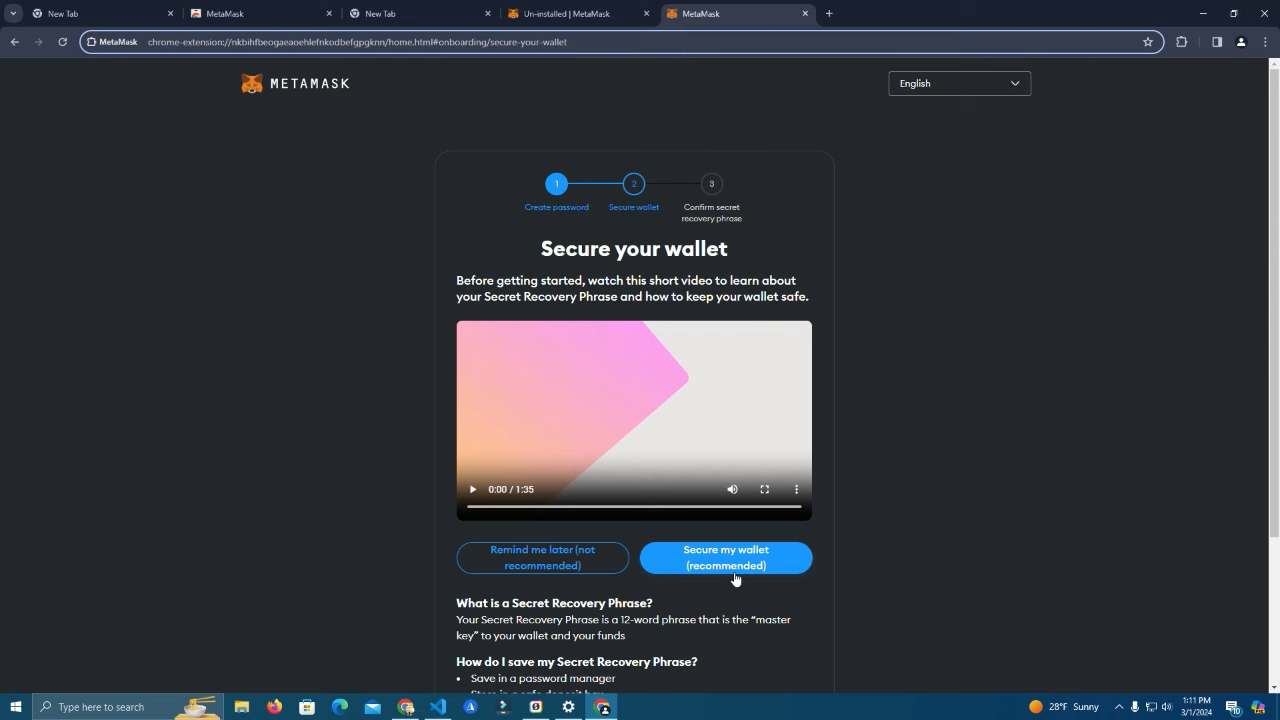 New Tab
MetaMask
New Tab
Un-installed | MetaMask
MetaMask
MetaMask
chrome-extension://nkbihfbeogaeaoehlefnkodbefgpgknn/home.html#onboarding/secure-your-wallet
METAMASK
English
1
2
3
Create password
Secure wallet
Confirm secret
recovery phrase
Secure your wallet
Before getting started, watch this short video to learn about
your Secret Recovery Phrase and how to keep your wallet safe.
0:00 / 1:35
Remind me later (not
recommended)
Secure my wallet
(recommended)
What is a Secret Recovery Phrase?
Your Secret Recovery Phrase is a 12-word phrase that is the “master
key” to your wallet and your funds
How do I save my Secret Recovery Phrase?
• Save in a password manager
Type here to search
28°F Sunny
1:11 PM
3/1/2024